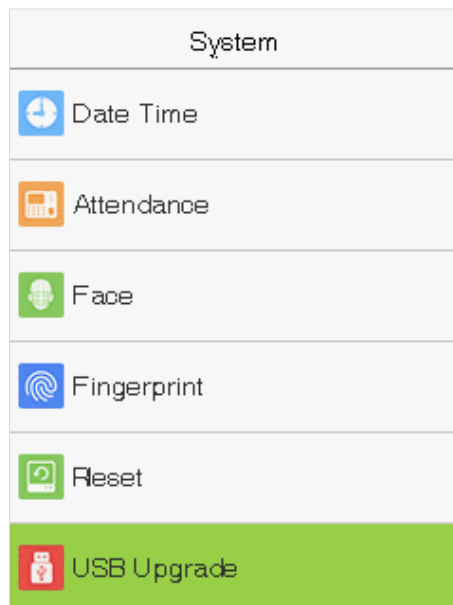 System
Date Time
Attendance
Face
Fingerprint
Reset
USB Upgrade